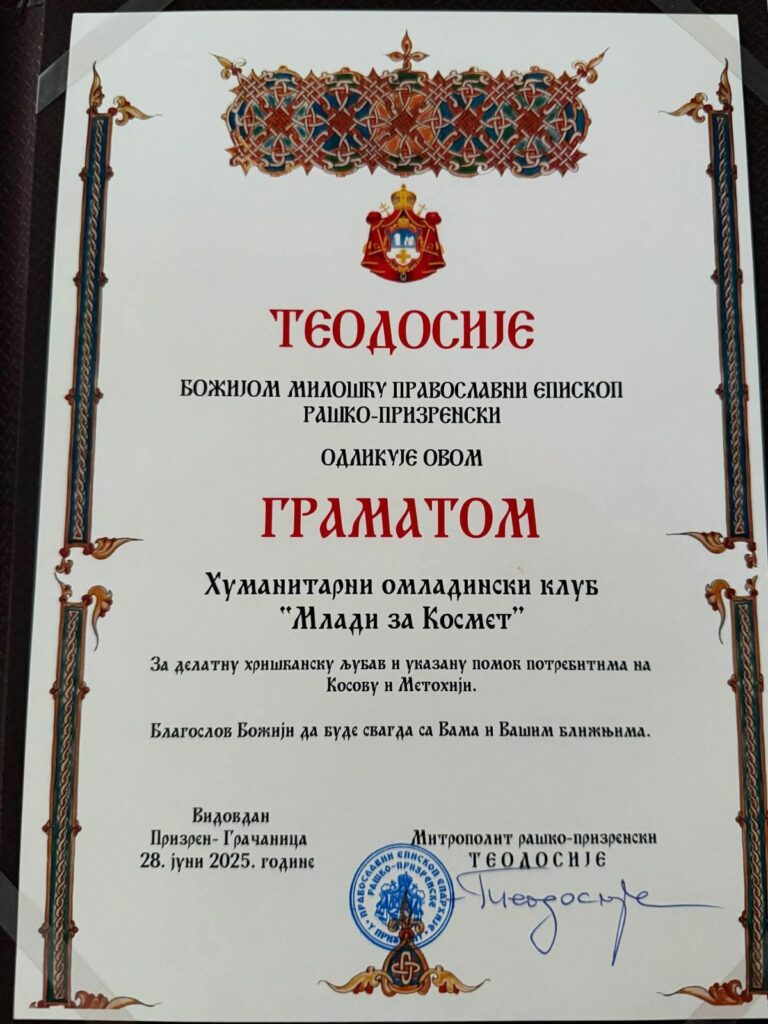 ТЕОДОСИЈЕ
БОЖИЈОМ МИЛОШЋУ ПРАВОСЛАВНИ ЕПИСКОП
РАШКО-ПРИЗРЕНСКИ
ОДЛИКУЈЕ ОВОМ
ГРАМАТОМ
Хуманитарни омладински клуб
"Млади за Космет"
За делатну хришћанску љубав и указану помоћ потребитима на
Косову и Метохији.
Благослов Божији да буде свагда са Вама и Вашим ближњима.
Видовдан
Призрен- Грачаница
28. јуни 2025. године
Митрополит рашко-призренски
ТЕОДОСИЈЕ
ПРАВОСЛАВНИ ЕПИСКОП ЕПАРХИЈЕ
РАШКО-ПРИЗРЕНСКЕ
Теодосије